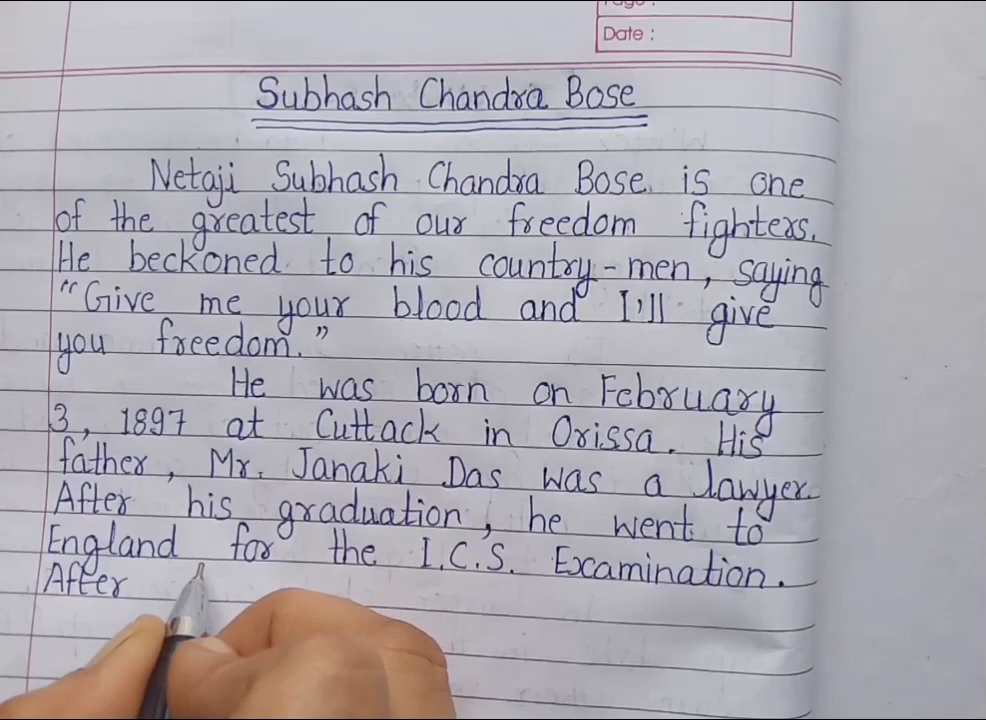 Date :
Subhash Chandra Bose
Netaji Subhash Chandra Bose is one
of the greatest of our freedom fighters.
He beckoned to his country-men, saying
"Give me your blood and I'll give
you freedom."
He was born on February
3, 1897 at Cuttack in Orissa. His
father, Mr. Janaki Das was a lawyer.
After his graduation, he went to
England for the I.C.S. Examination.
After